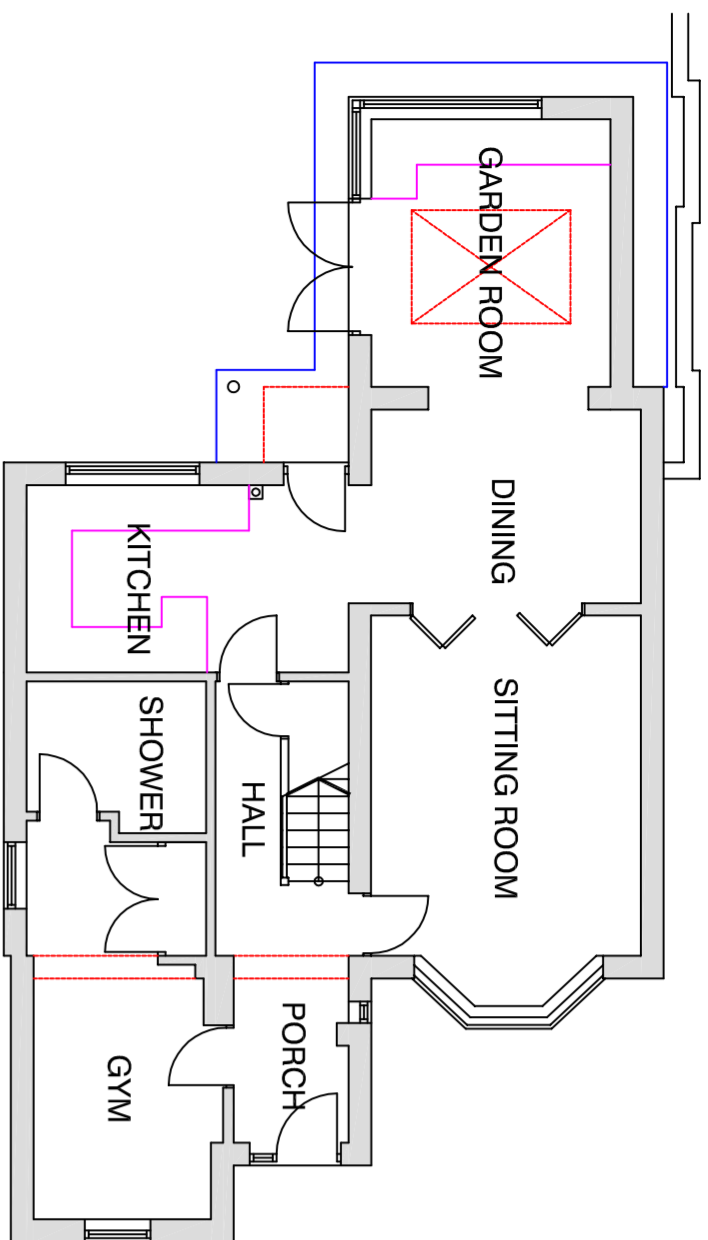 GARDEN ROOM
DINING
KITCHEN
SITTING ROOM
SHOWER
HALL
PORCH
GYM